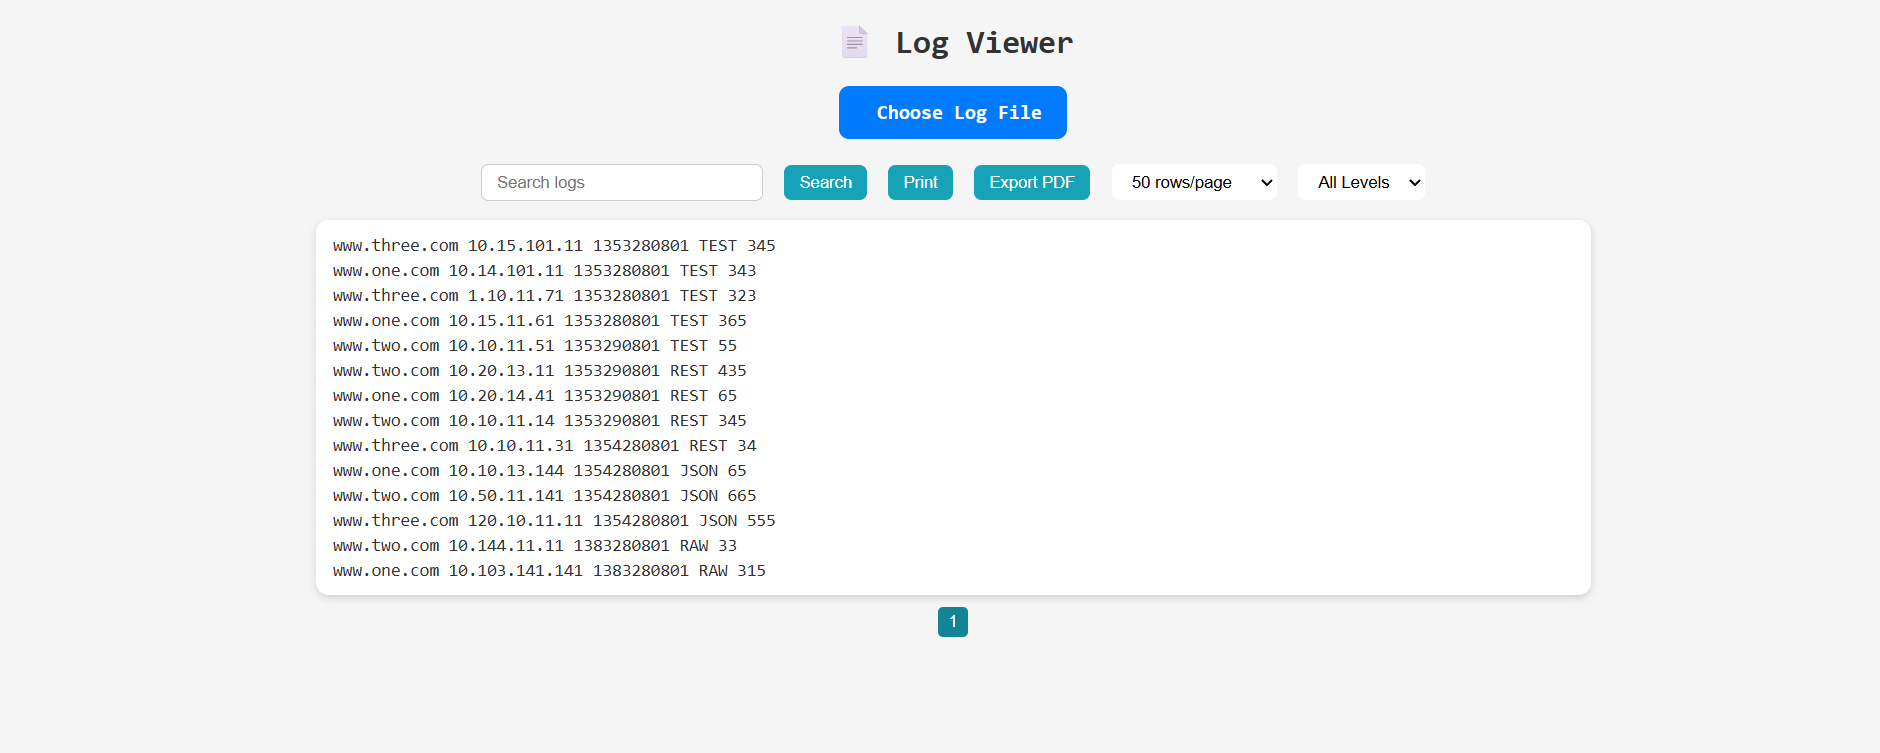 Log Viewer
Choose Log File
Search logs Search Print Export PDF 50 rows/page All Levels
www.three.com 10.15.101.11 1353280801 TEST 345
www.one.com 10.14.101.11 1353280801 TEST 343
www.three.com 1.10.11.71 1353280801 TEST 323
www.one.com 10.15.11.61 1353280801 TEST 365
www.two.com 10.10.11.51 1353290801 TEST 55
www.two.com 10.20.13.11 1353290801 REST 435
www.one.com 10.20.14.41 1353290801 REST 65
www.two.com 10.10.11.14 1353290801 REST 345
www.three.com 10.10.11.31 1354280801 REST 34
www.one.com 10.10.13.144 1354280801 JSON 65
www.two.com 10.50.11.141 1354280801 JSON 665
www.three.com 120.10.11.11 1354280801 JSON 555
www.two.com 10.144.11.11 1383280801 RAW 33
www.one.com 10.103.141.141 1383280801 RAW 315
1